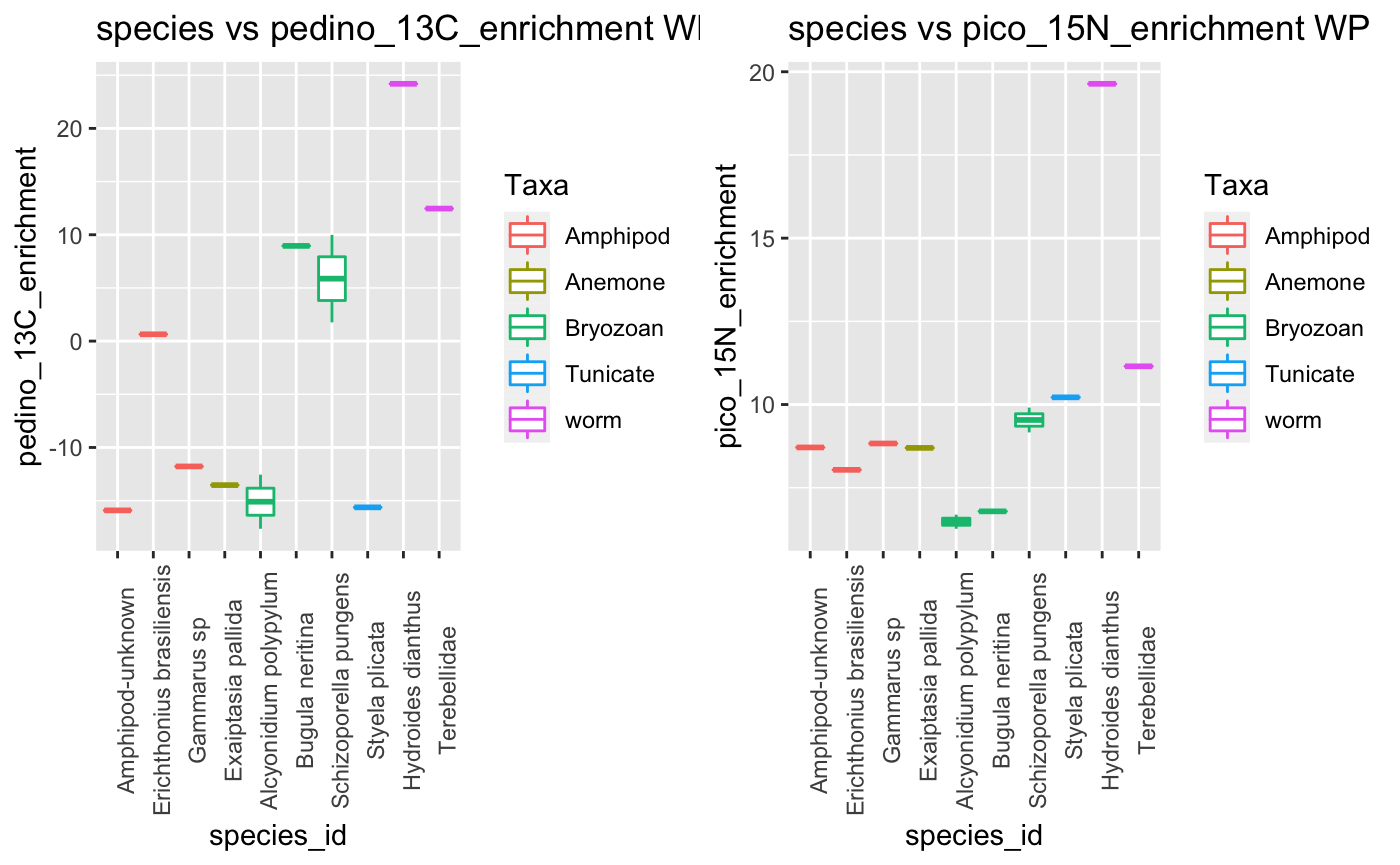 species vs pedino_13C_enrichment W
pedino_13C_enrichment
20
10
0
-10
Amphipod-unknown
Erichthonius brasiliensis
Gammarus sp
Exaiptasia pallida
Alcyonidium polypylum
Bugula neritina
Schizoporella pungens
Styela plicata
Hydroides dianthus
Terebellidae
species_id
Taxa
Amphipod
Anemone
Bryozoan
Tunicate
worm
species vs pico_15N_enrichment WP
pico_15N_enrichment
20
15
10
Amphipod-unknown
Erichthonius brasiliensis
Gammarus sp
Exaiptasia pallida
Alcyonidium polypylum
Bugula neritina
Schizoporella pungens
Styela plicata
Hydroides dianthus
Terebellidae
species_id
Taxa
Amphipod
Anemone
Bryozoan
Tunicate
worm